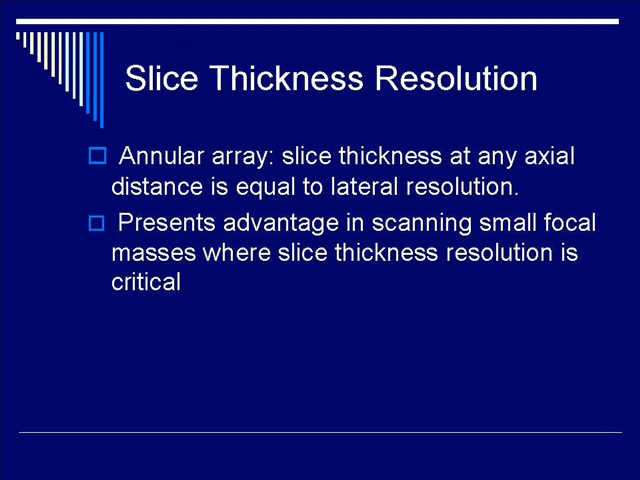 Slice Thickness Resolution
Annular array: slice thickness at any axial
distance is equal to lateral resolution.
Presents advantage in scanning small focal
masses where slice thickness resolution is
critical